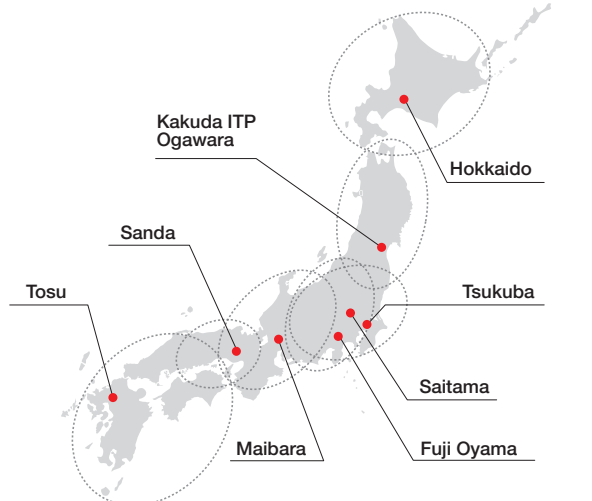 Kakuda ITP
Ogawara
Hokkaido
Sanda
Tosu
Tsukuba
Saitama
Maibara
Fuji Oyama